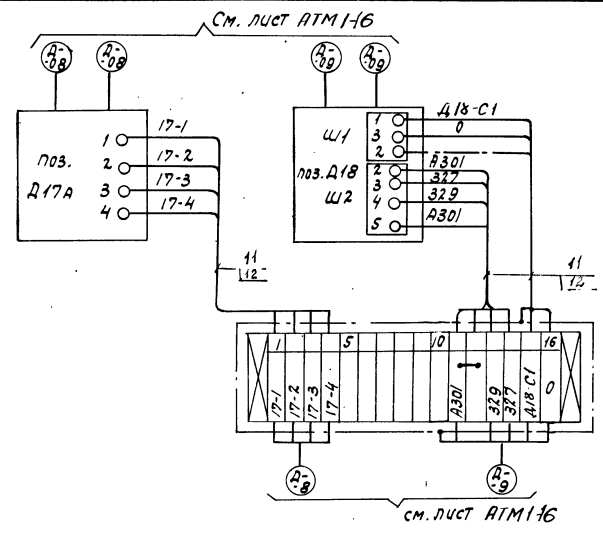 См. лист АТМ1-16
Д--08
Д--08
Д--09
Д--09
поз.
Д17А
1
17-1
2
17-2
3
17-3
4
17-4
Ш1
поз. Д18
Ш2
1
Д18-С1
3
0
2
2
А301
3
327
4
329
5
А301
11
12
11
12
1
5
10
16
17-1
17-2
17-3
17-4
А301
329
327
Д18-С1
0
Д--8
Д--9
см. лист АТМ1-16